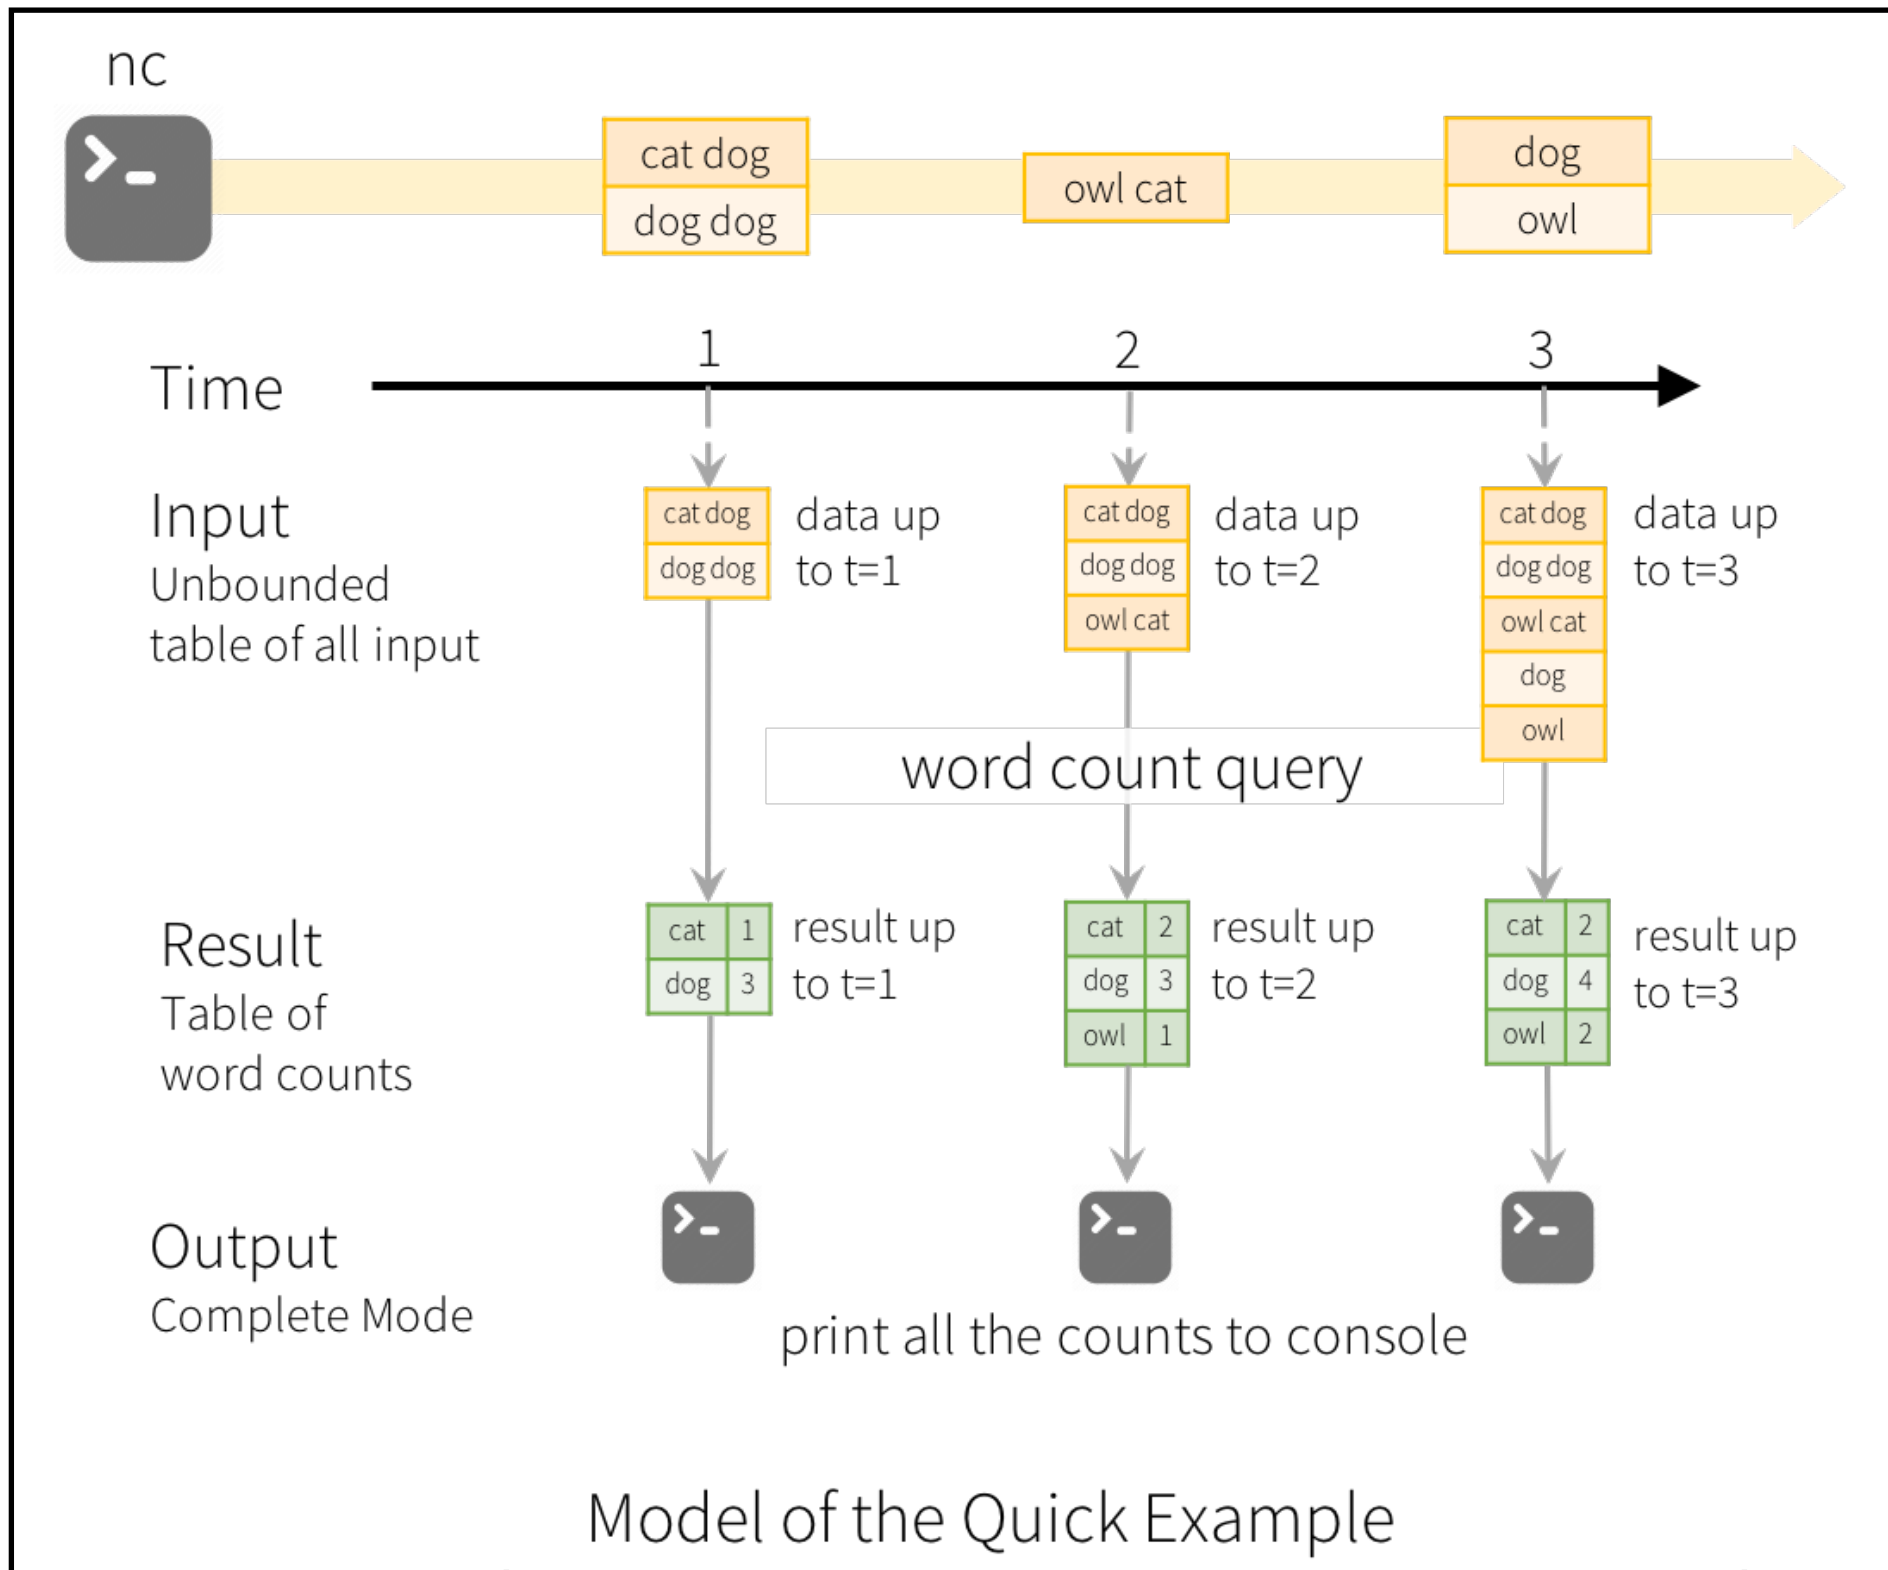 nc
>_
cat dog
dog dog
owl cat
dog
owl
Time
1
2
3
Input
Unbounded
table of all input
cat dog
dog dog
data up
to t=1
cat dog
dog dog
owl cat
data up
to t=2
cat dog
dog dog
owl cat
dog
owl
data up
to t=3
word count query
Result
Table of
word counts
cat 1
dog 3
result up
to t=1
cat 2
dog 3
owl 1
result up
to t=2
cat 2
dog 4
owl 2
result up
to t=3
Output
Complete Mode
>_
>_
>_
print all the counts to console
Model of the Quick Example